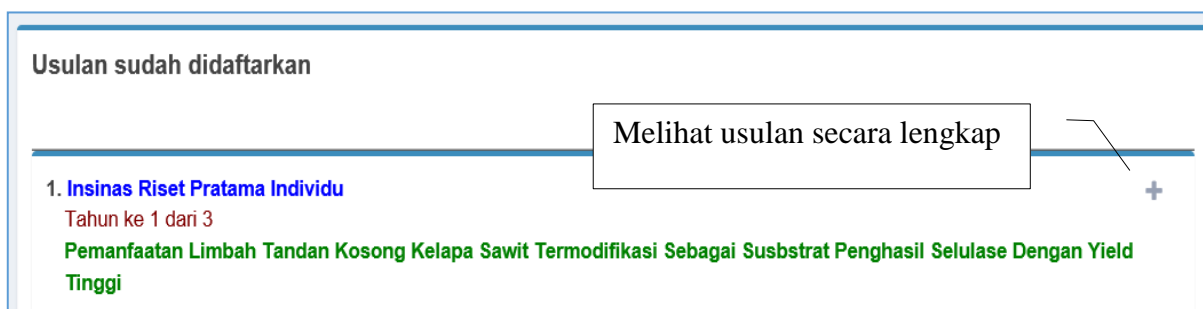 Usulan sudah didaftarkan
Melihat usulan secara lengkap
1. Insinas Riset Pratama Individu
Tahun ke 1 dari 3
Pemanfaatan Limbah Tandan Kosong Kelapa Sawit Termodifikasi Sebagai Susbstrat Penghasil Selulase Dengan Yield
Tinggi